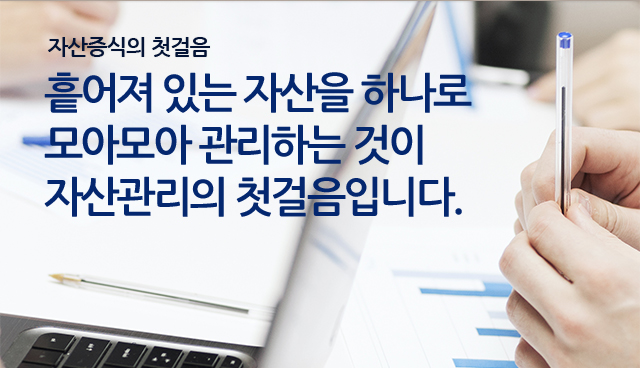 자산증식의 첫걸음
흩어져 있는 자산을 하나로
모아모아 관리하는 것이
자산관리의 첫걸음입니다.